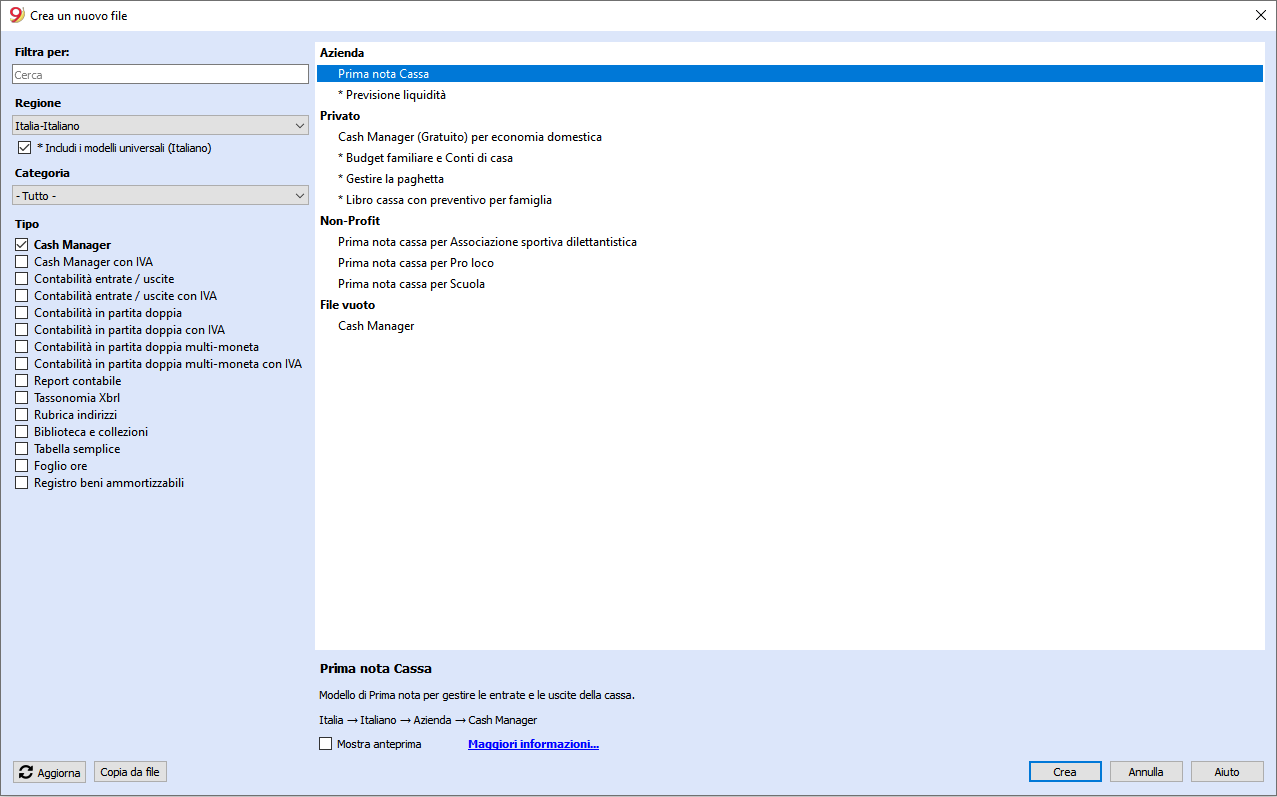 Crea un nuovo file
Filtra per:
Cerca
Regione
Italia-Italiano
* Includi i modelli universali (Italiano)
Categoria
- Tutto -
Tipo
Cash Manager
Cash Manager con IVA
Contabilità entrate / uscite
Contabilità entrate / uscite con IVA
Contabilità in partita doppia
Contabilità in partita doppia con IVA
Contabilità in partita doppia multi-moneta
Contabilità in partita doppia multi-moneta con IVA
Report contabile
Tassonomia Xbrl
Rubrica indirizzi
Biblioteca e collezioni
Tabella semplice
Foglio ore
Registro beni ammortizzabili
Azienda
Prima nota Cassa
* Previsione liquidità
Privato
Cash Manager (Gratuito) per economia domestica
* Budget familiare e Conti di casa
* Gestire la paghetta
* Libro cassa con preventivo per famiglia
Non-Profit
Prima nota cassa per Associazione sportiva dilettantistica
Prima nota cassa per Pro loco
Prima nota cassa per Scuola
File vuoto
Cash Manager
Prima nota Cassa
Modello di Prima nota per gestire le entrate e le uscite della cassa.
Italia → Italiano → Azienda → Cash Manager
Mostra anteprima
Maggiori informazioni...
Aggiorna
Copia da file
Crea
Annulla
Aiuto